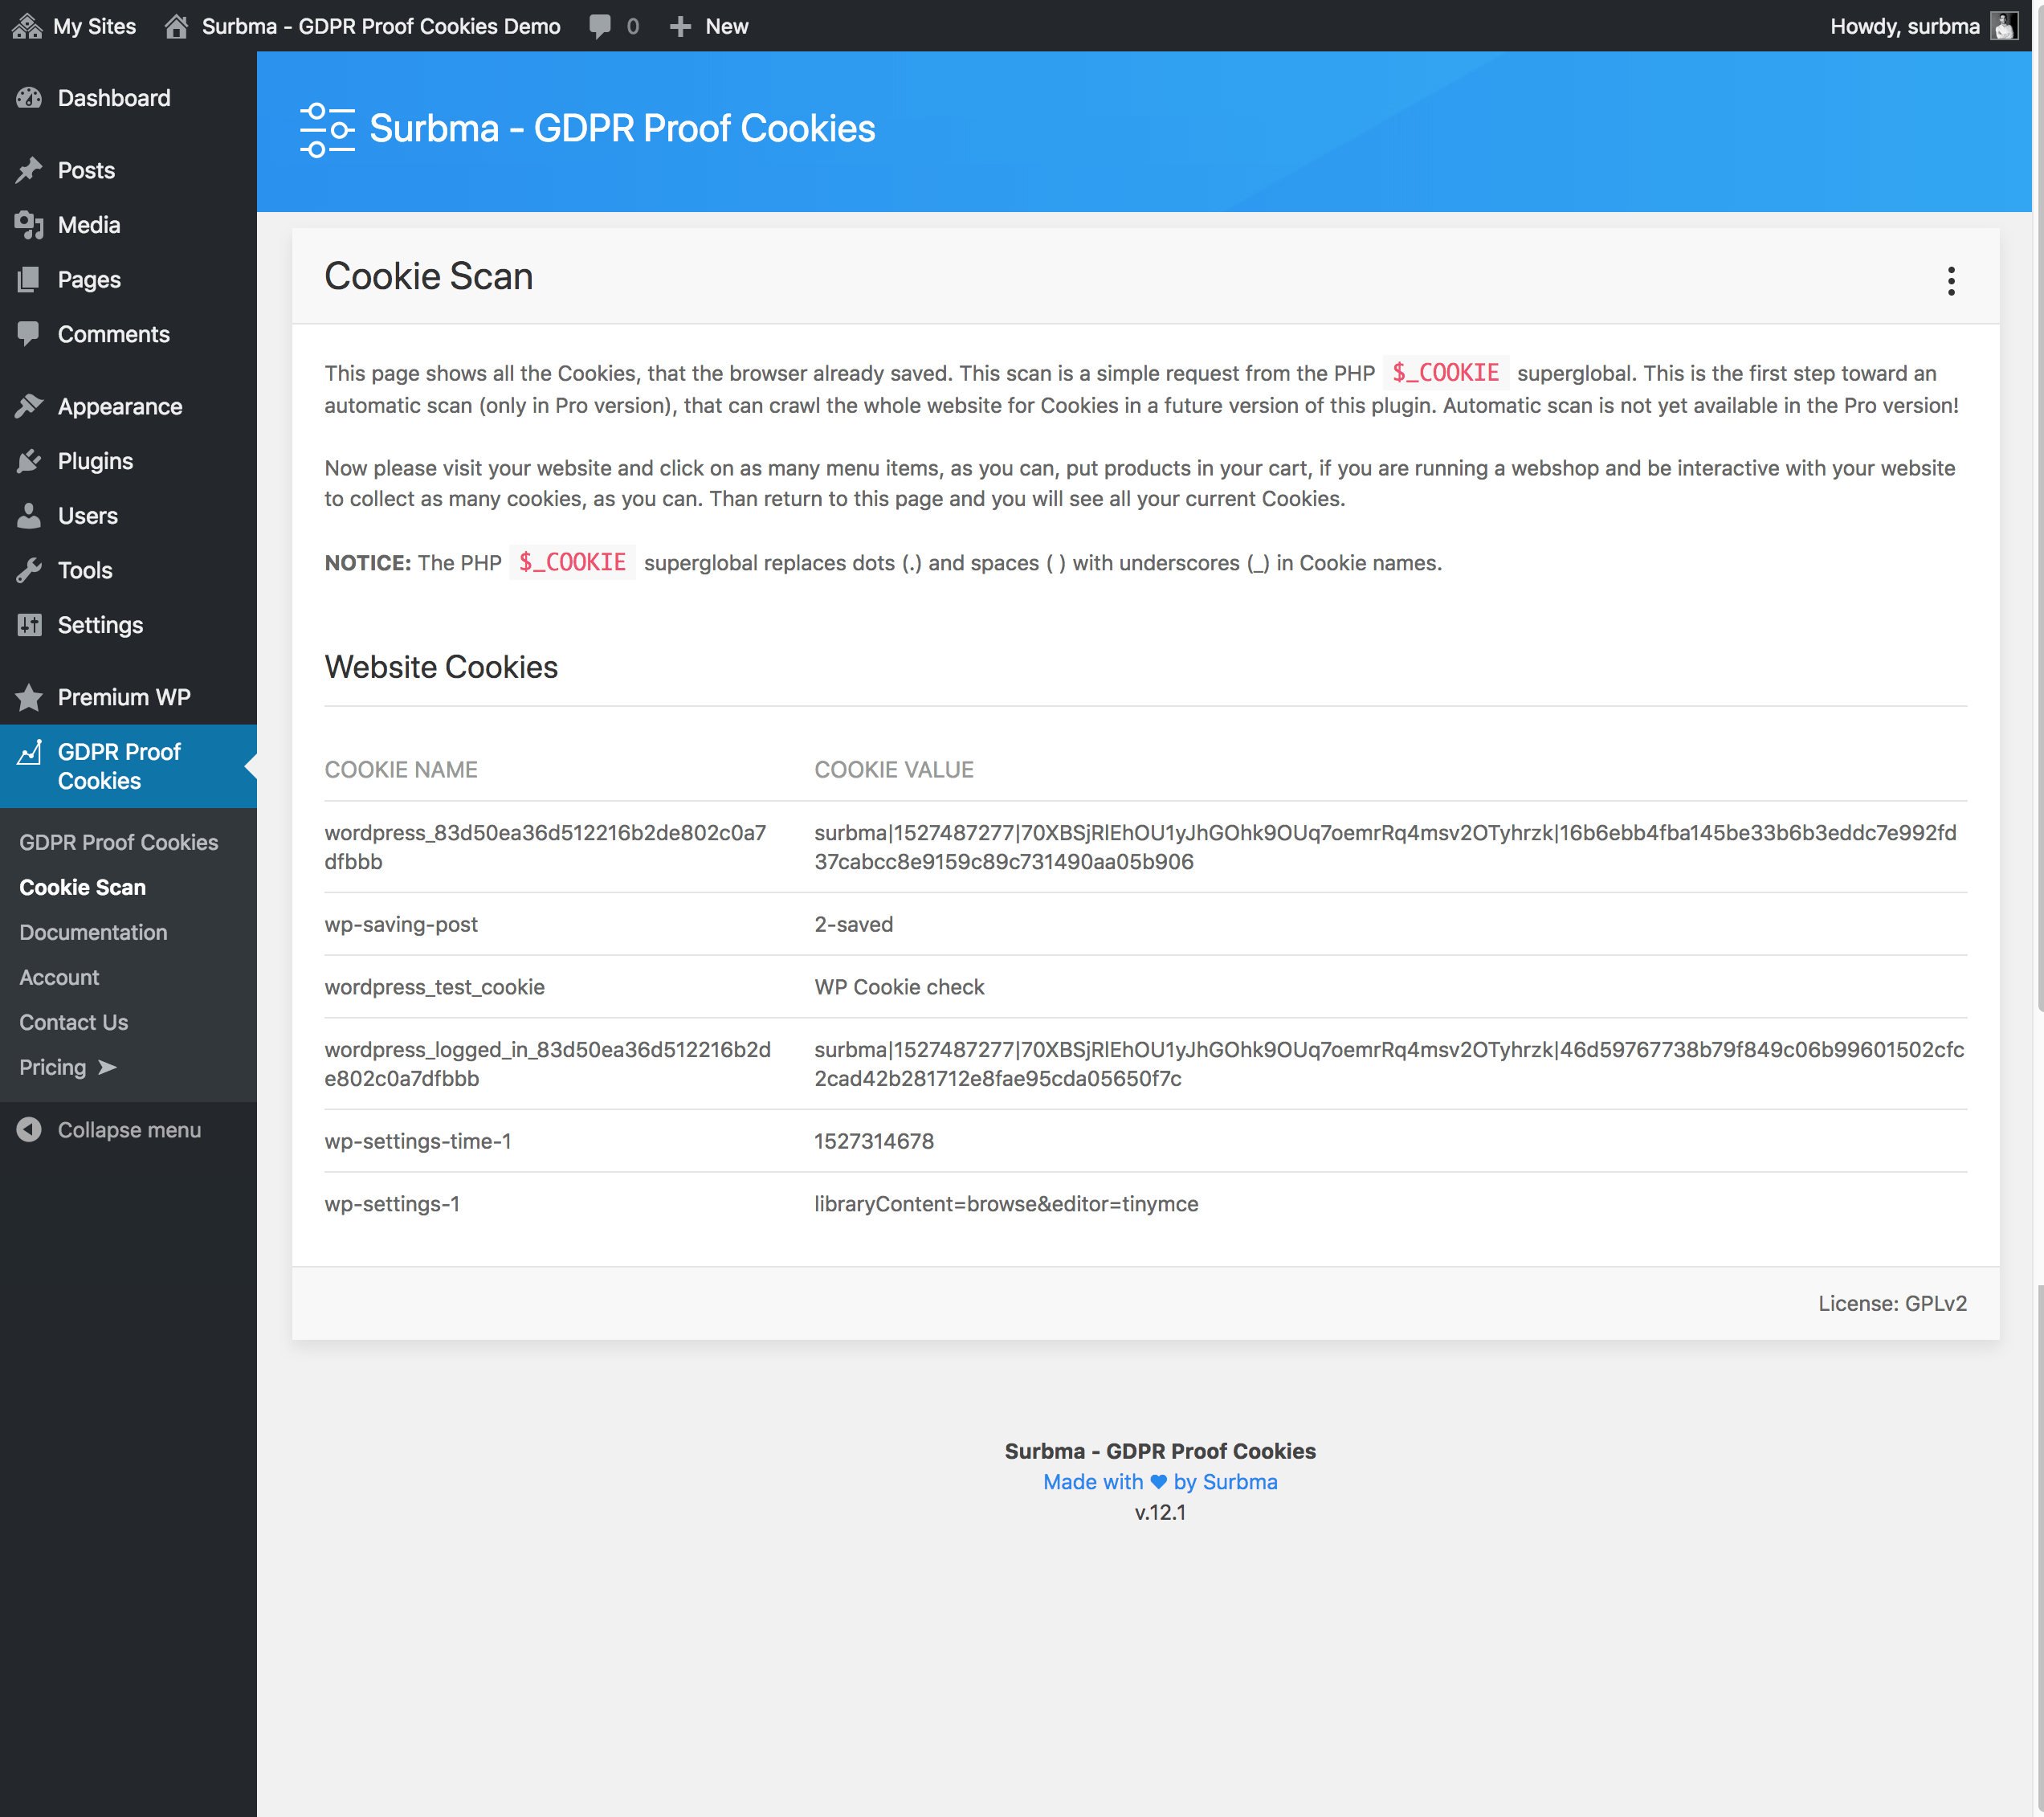 My Sites
Surbma - GDPR Proof Cookies Demo
0
New
Howdy, surbma
Dashboard
Posts
Media
Pages
Comments
Appearance
Plugins
Users
Tools
Settings
Premium WP
GDPR Proof
Cookies
GDPR Proof Cookies
Cookie Scan
Documentation
Account
Contact Us
Pricing ➤
Collapse menu
Surbma - GDPR Proof Cookies
Cookie Scan
This page shows all the Cookies, that the browser already saved. This scan is a simple request from the PHP $_COOKIE superglobal. This is the first step toward an
automatic scan (only in Pro version), that can crawl the whole website for Cookies in a future version of this plugin. Automatic scan is not yet available in the Pro version!
Now please visit your website and click on as many menu items, as you can, put products in your cart, if you are running a webshop and be interactive with your website
to collect as many cookies, as you can. Than return to this page and you will see all your current Cookies.
NOTICE: The PHP $_COOKIE superglobal replaces dots (.) and spaces ( ) with underscores (_) in Cookie names.
Website Cookies
COOKIE NAME COOKIE VALUE
wordpress_83d50ea36d512216b2de802c0a7 surbma|1527487277|70XBSjRlEhOU1yJhGOhk9OUq7oemrRq4msv2OTyhrzk|16b6ebb4fba145be33b6b3eddc7e992fd
dfbbb 37cabcc8e9159c89c731490aa05b906
wp-saving-post 2-saved
wordpress_test_cookie WP Cookie check
wordpress_logged_in_83d50ea36d512216b2d surbma|1527487277|70XBSjRlEhOU1yJhGOhk9OUq7oemrRq4msv2OTyhrzk|46d59767738b79f849c06b99601502cfc
e802c0a7dfbbb 2cad42b281712e8fae95cda05650f7c
wp-settings-time-1 1527314678
wp-settings-1 libraryContent=browse&editor=tinymce
License: GPLv2
Surbma - GDPR Proof Cookies
Made with ♥ by Surbma
v.12.1